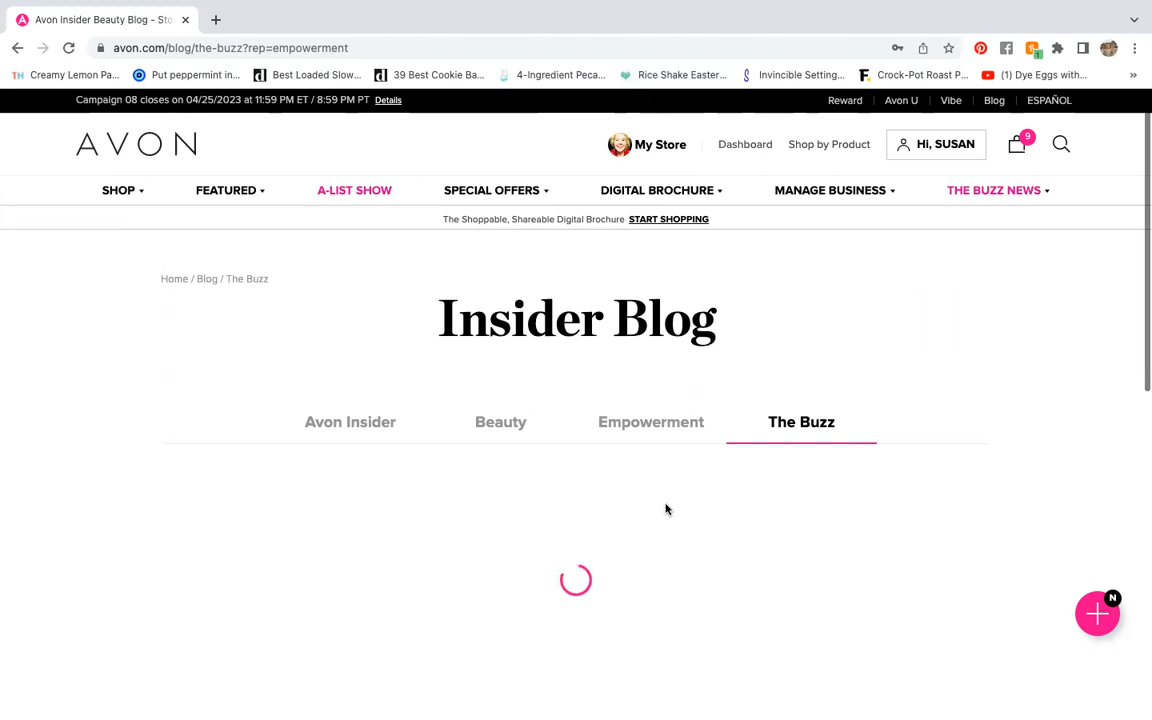 Avon Insider Beauty Blog - Sto
avon.com/blog/the-buzz?rep=empowerment
1
TH Creamy Lemon Pa...
Put peppermint in...
d Best Loaded Slow...
d 39 Best Cookie Ba...
4-Ingredient Peca...
Rice Shake Easter...
Invincible Setting...
F Crock-Pot Roast P...
(1) Dye Eggs with...
»
Campaign 08 closes on 04/25/2023 at 11:59 PM ET / 8:59 PM PT Details
Reward | Avon U | Vibe | Blog | ESPAÑOL
AVON
My Store
Dashboard
Shop by Product
Hi, SUSAN
9
SHOP
FEATURED
A-LIST SHOW
SPECIAL OFFERS
DIGITAL BROCHURE
MANAGE BUSINESS
THE BUZZ NEWS
The Shoppable, Shareable Digital Brochure START SHOPPING
Home / Blog / The Buzz
Insider Blog
Avon Insider
Beauty
Empowerment
The Buzz
N